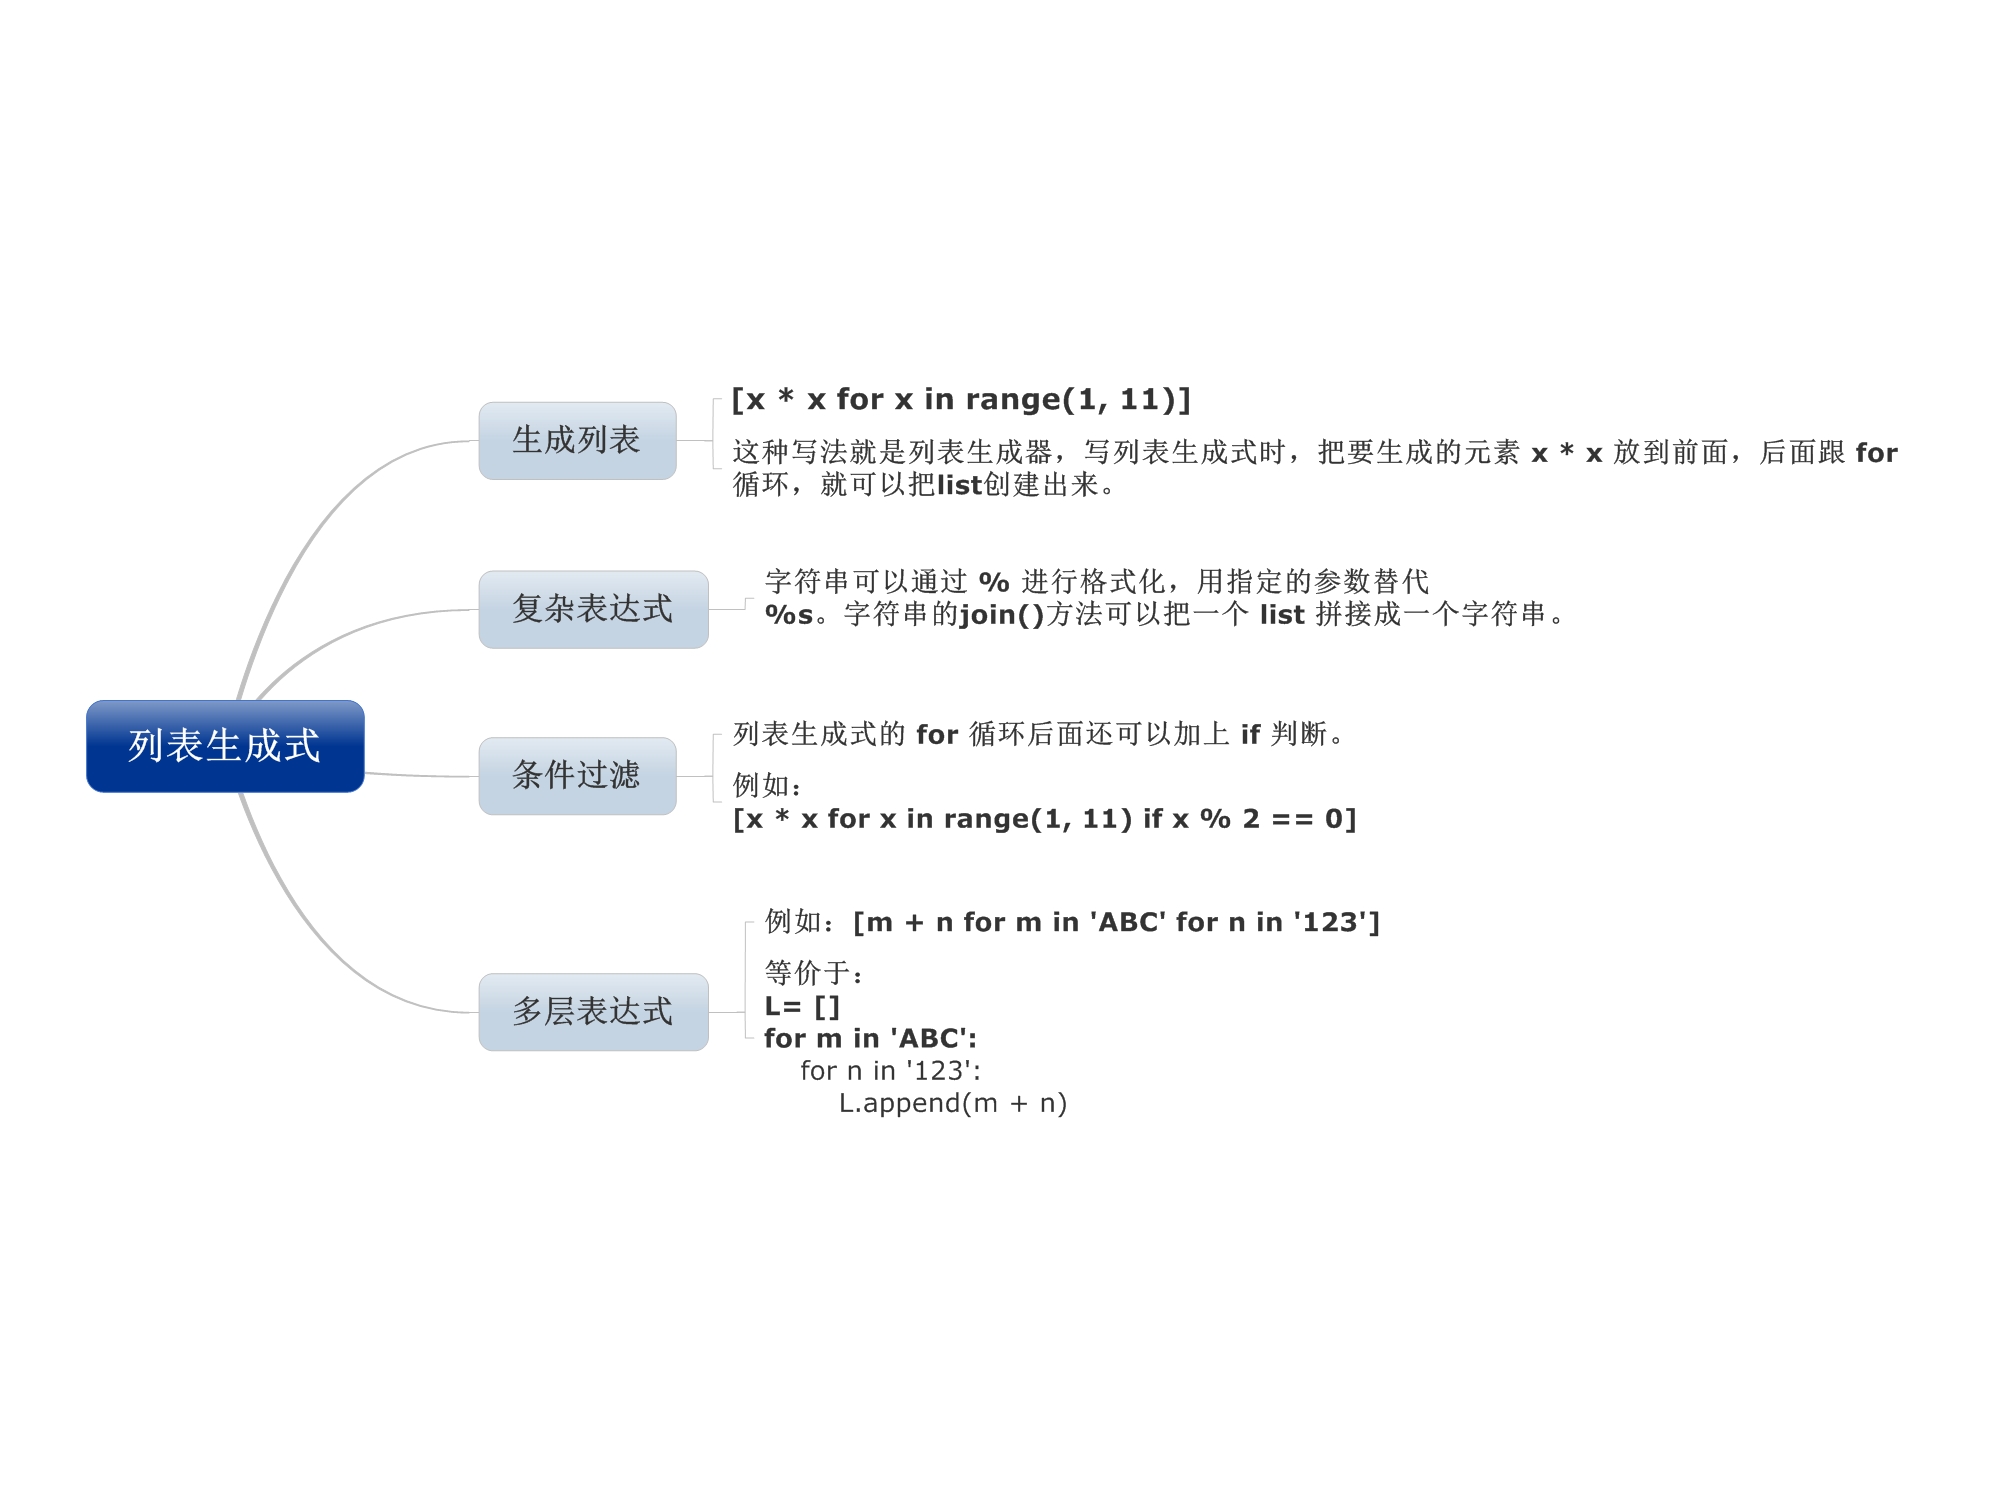 列表生成式
生成列表
[x * x for x in range(1, 11)]
这种写法就是列表生成器，写列表生成式时，把要生成的元素 x * x 放到前面，后面跟 for
循环，就可以把list创建出来。
复杂表达式
字符串可以通过 % 进行格式化，用指定的参数替代
%s。字符串的join()方法可以把一个 list 拼接成一个字符串。
条件过滤
列表生成式的 for 循环后面还可以加上 if 判断。
例如：
[x * x for x in range(1, 11) if x % 2 == 0]
多层表达式
例如：[m + n for m in 'ABC' for n in '123']
等价于：
L= []
for m in 'ABC':
for n in '123':
L.append(m + n)